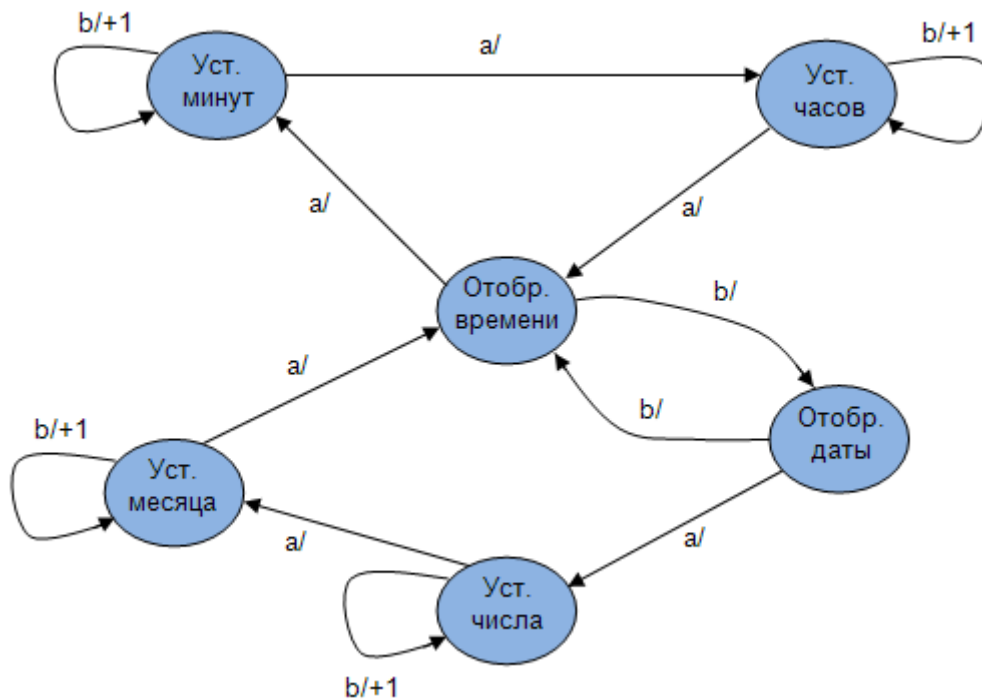 b/+1
Уст.
минут
a/
b/+1
Уст.
часов
a/
a/
Отобр.
времени
b/
a/
b/
Отобр.
даты
b/+1
Уст.
месяца
a/
a/
Уст.
числа
b/+1